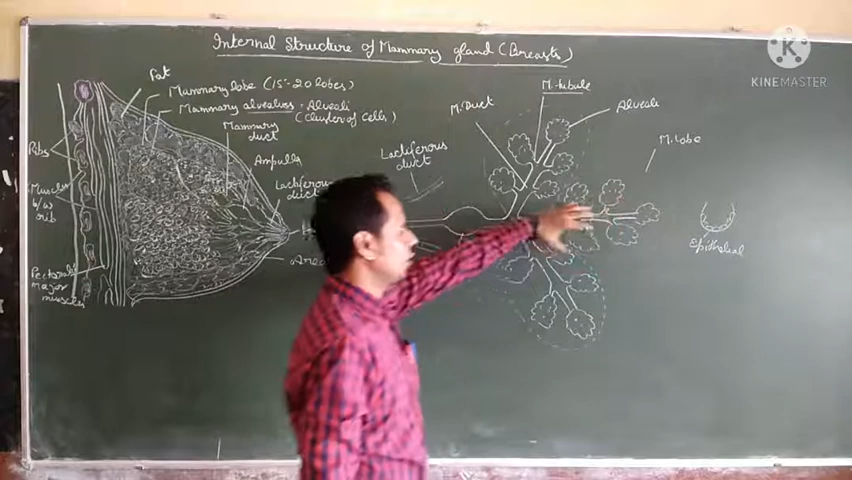 Internal Structure of Mammary gland (Breasts)
K
KINEMASTER
Fat
Mammary lobe (15-20 lobes)
Mammary alveolus - Alveoli
(cluster of cells)
Mammary
duct
Ampulla
Lactiferous
duct
Ribs
Muscles
b/w
rib
Pectoral
major
muscles
Lactiferous
duct
M. Duct
M. tubule
Alveoli
M. lobe
Epithelial